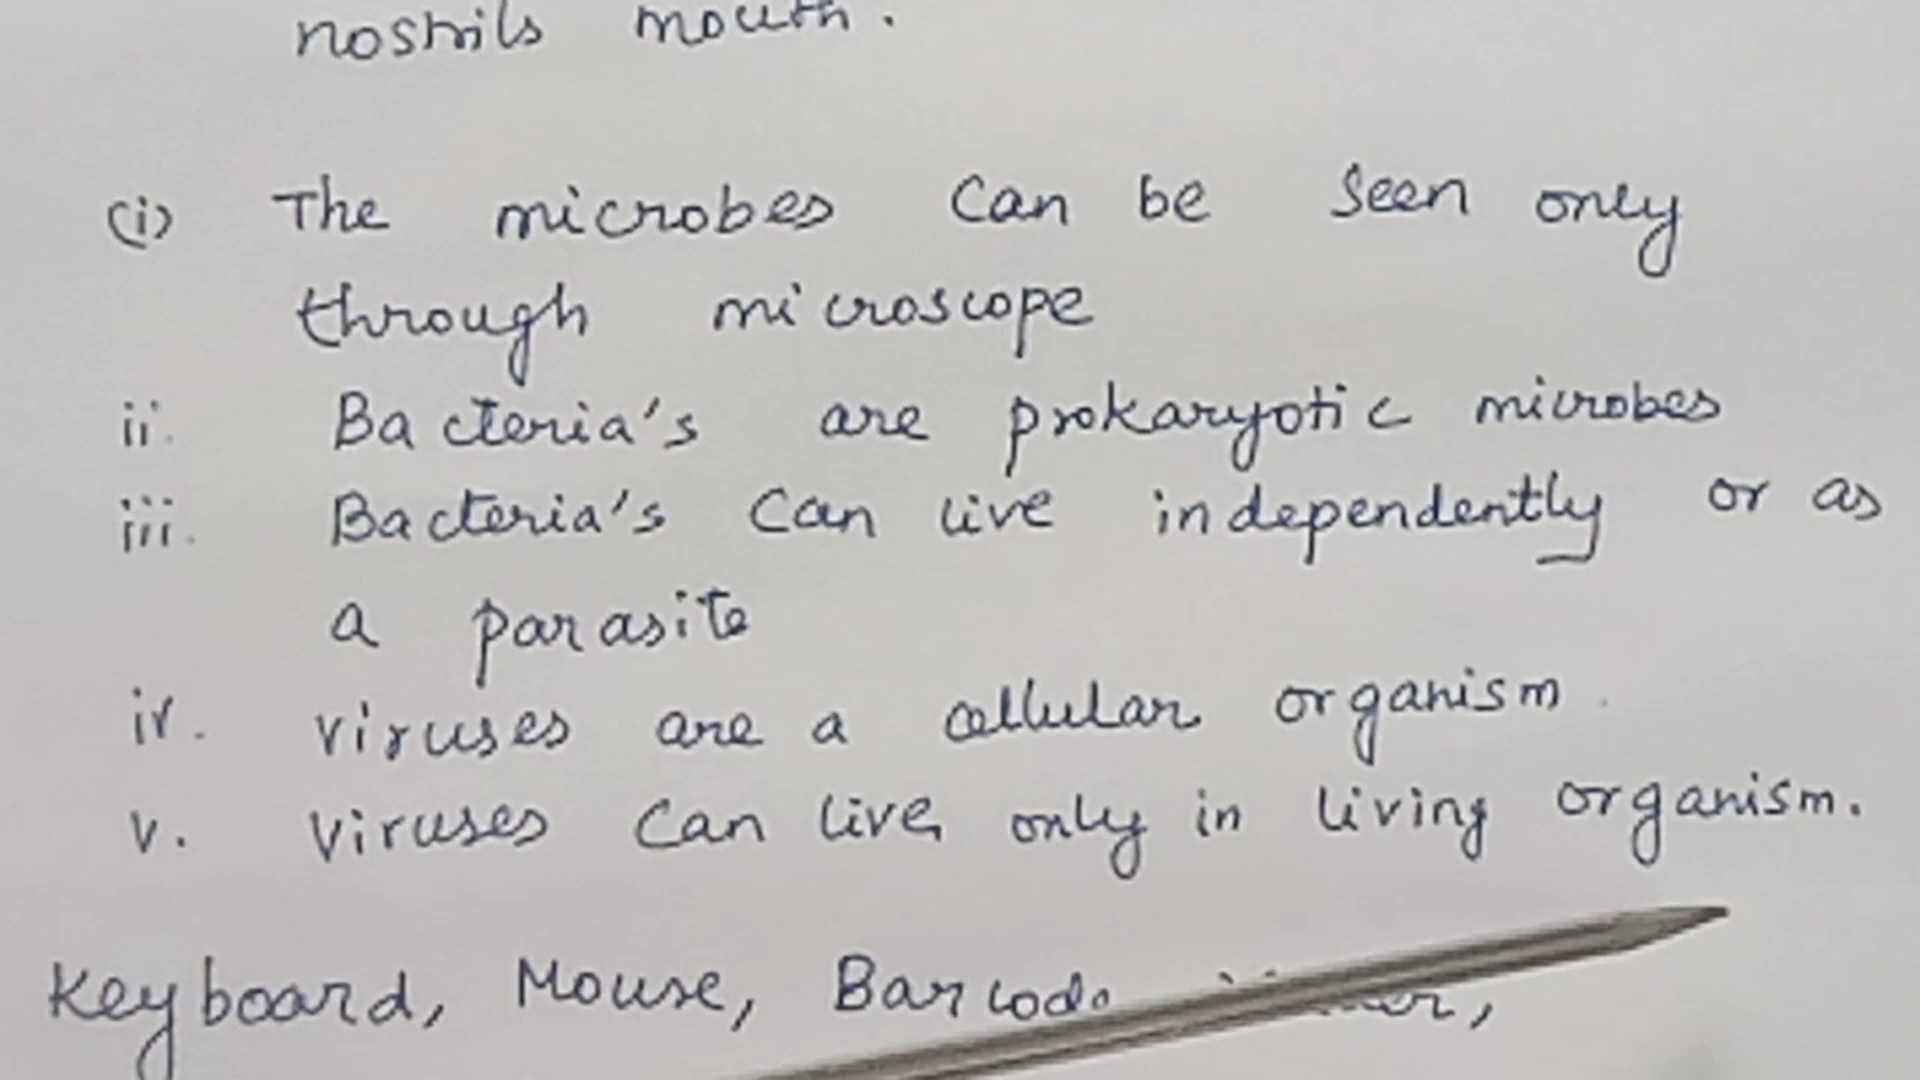 nostrils mouth.
(i) The microbes can be seen only
through microscope
ii. Bacteria's are prokaryotic microbes
iii. Bacteria's can live independently or as
a parasite
iv. viruses are a cellular organism.
v. viruses can live only in living organism.
Keyboard, Mouse, Barcode